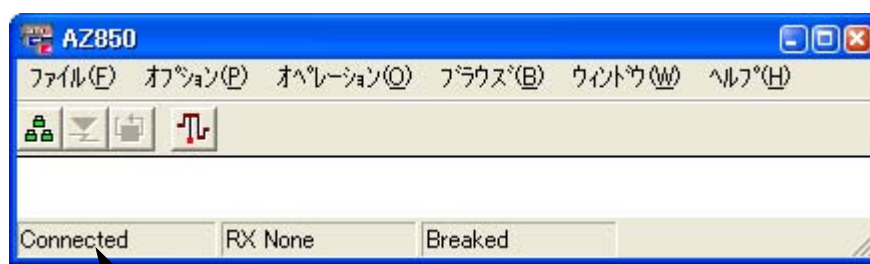 AZ850
ﾌｧｲﾙ(F) ｵﾌﾟｼｮﾝ(P) ｵﾍﾟﾚｰｼｮﾝ(O) ﾌﾞﾗｳｽﾞ(B) ｳｨﾝﾄﾞｳ(W) ﾍﾙﾌﾟ(H)
Connected RX None Breaked